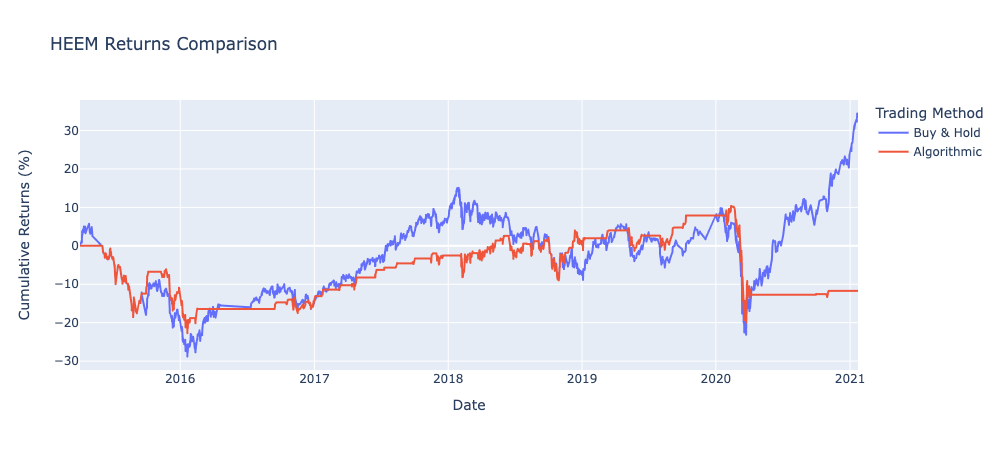 HEEM Returns Comparison
Cumulative Returns (%)
30
20
10
0
−10
−20
−30
2016
2017
2018
2019
2020
2021
Date
Trading Method
Buy & Hold
Algorithmic